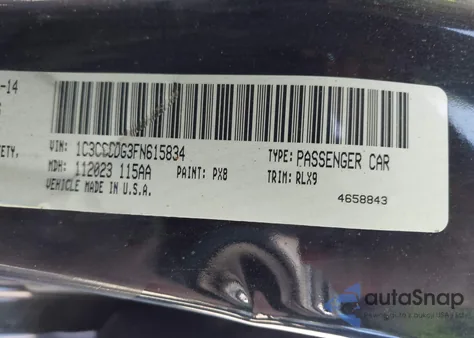 -14
G
ETY.
VIN: 1C3CCCDG3FN615834 TYPE: PASSENGER CAR
MDH: 112023 115AA PAINT: PX8 TRIM: RLX9
VEHICLE MADE IN U.S.A.
4658843
autoSnap